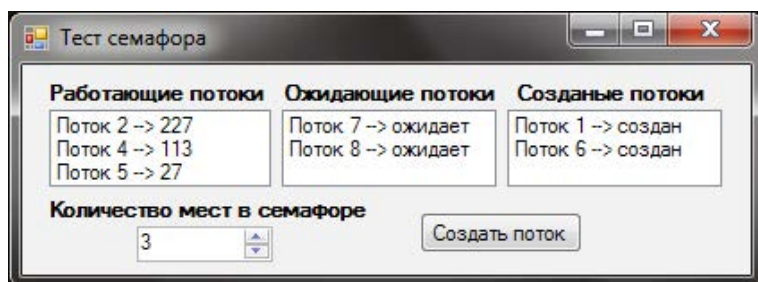 Тест семафора
Работающие потоки Ожидающие потоки Созданые потоки
Поток 2 --> 227
Поток 4 --> 113
Поток 5 --> 27
Поток 7 --> ожидает
Поток 8 --> ожидает
Поток 1 --> создан
Поток 6 --> создан
Количество мест в семафоре
3
Создать поток